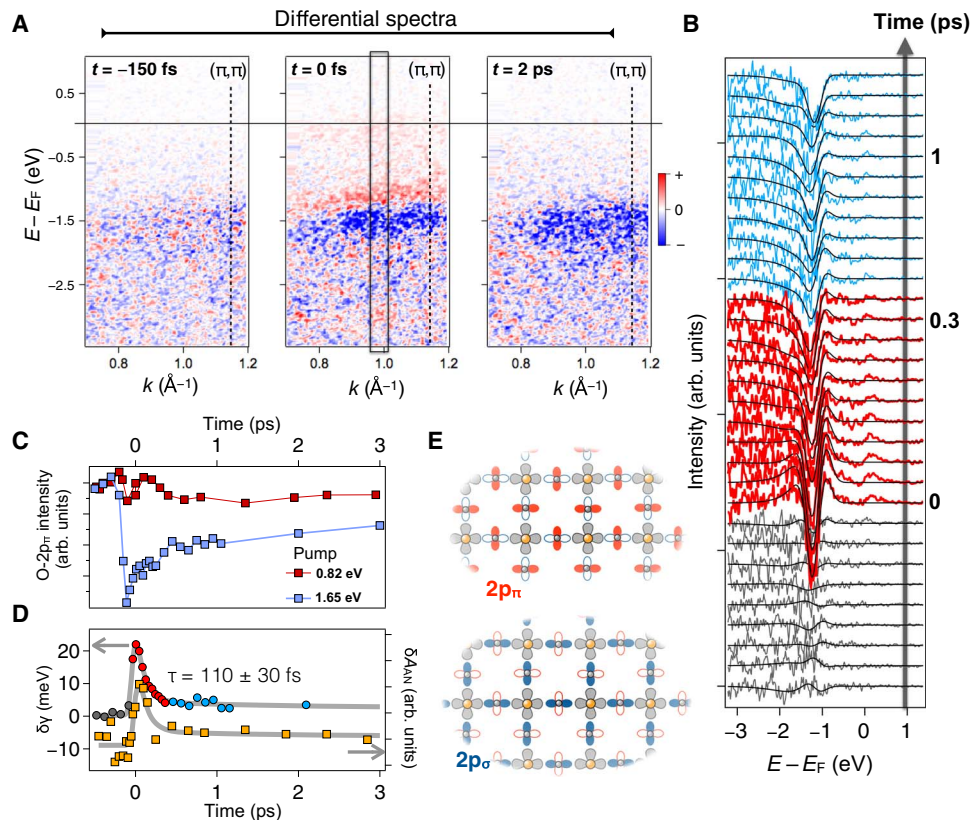 Differential spectra
A
t = −150 fs
(π,π)
t = 0 fs
(π,π)
t = 2 ps
(π,π)
0.5
−0.5
−1.5
−2.5
E − EF (eV)
+
0
−
0.8
1.0
1.2
0.8
1.0
1.2
0.8
1.0
1.2
k (Å−1)
k (Å−1)
k (Å−1)
B
Time (ps)
1
0.3
0
Intensity (arb. units)
−3
−2
−1
0
1
E − EF (eV)
C
Time (ps)
0
1
2
3
O-2pπ intensity
(arb. units)
Pump
0.82 eV
1.65 eV
D
20
10
0
−10
δγ (meV)
τ = 110 ± 30 fs
δAAN (arb. units)
0
1
2
3
Time (ps)
E
2pπ
2pσ